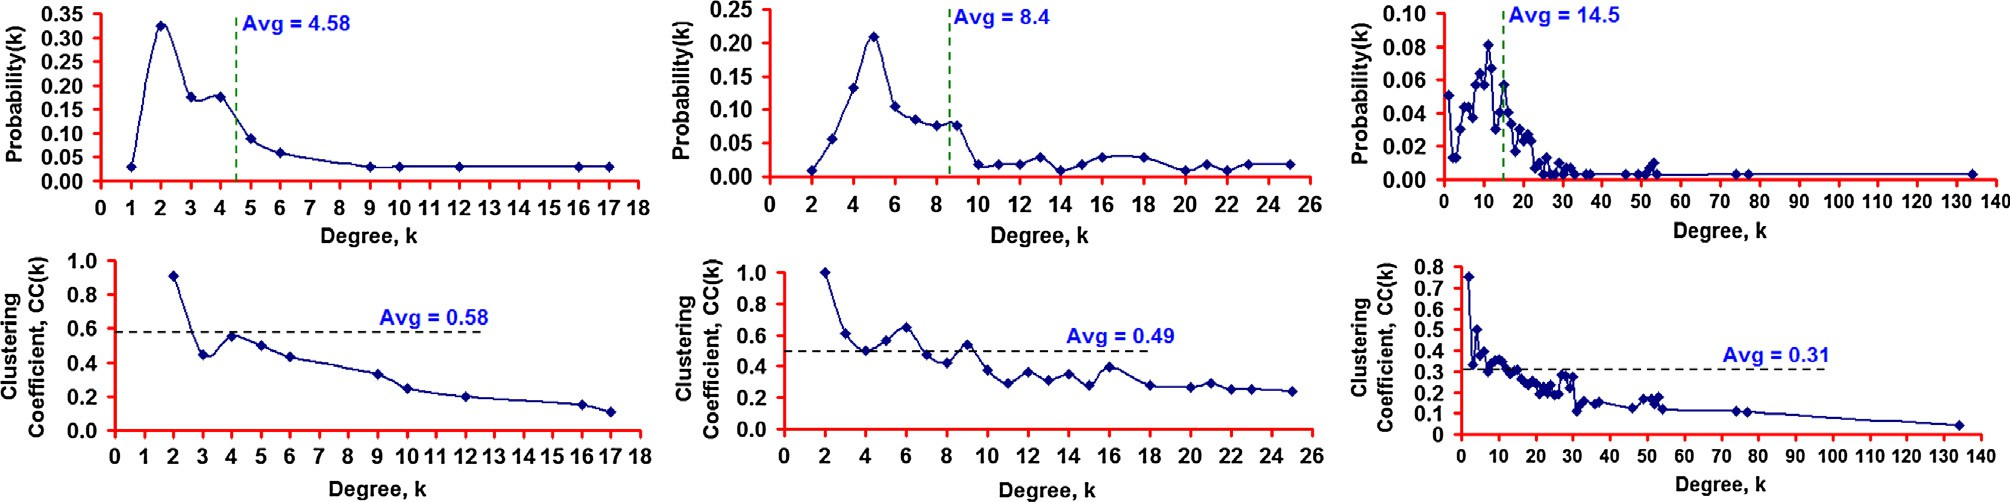 Probability(k)
0.35
0.30
0.25
0.20
0.15
0.10
0.05
0.00
Avg = 4.58
0 1 2 3 4 5 6 7 8 9 10 11 12 13 14 15 16 17 18
Degree, k
Probability(k)
0.25
0.20
0.15
0.10
0.05
0.00
Avg = 8.4
0 2 4 6 8 10 12 14 16 18 20 22 24 26
Degree, k
Probability(k)
0.10
0.08
0.06
0.04
0.02
0.00
Avg = 14.5
0 10 20 30 40 50 60 70 80 90 100 110 120 130 140
Degree, k
Clustering
Coefficient, CC(k)
1.0
0.8
0.6
0.4
0.2
0.0
Avg = 0.58
0 1 2 3 4 5 6 7 8 9 10 11 12 13 14 15 16 17 18
Degree, k
Clustering
Coefficient, CC(k)
1.0
0.8
0.6
0.4
0.2
0.0
Avg = 0.49
0 2 4 6 8 10 12 14 16 18 20 22 24 26
Degree, k
Clustering
Coefficient, CC(k)
0.8
0.7
0.6
0.5
0.4
0.3
0.2
0.1
0
Avg = 0.31
0 10 20 30 40 50 60 70 80 90 100 110 120 130 140
Degree, k